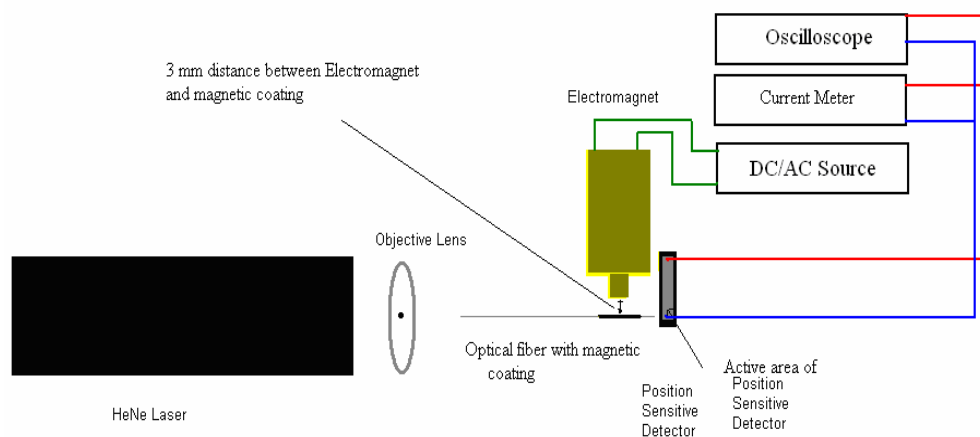 Oscilloscope
3 mm distance between Electromagnet
and magnetic coating
Current Meter
Electromagnet
DC/AC Source
Objective Lens
Optical fiber with magnetic
coating
Active area of
Position
Sensitive
Detector
Position
Sensitive
Detector
HeNe Laser